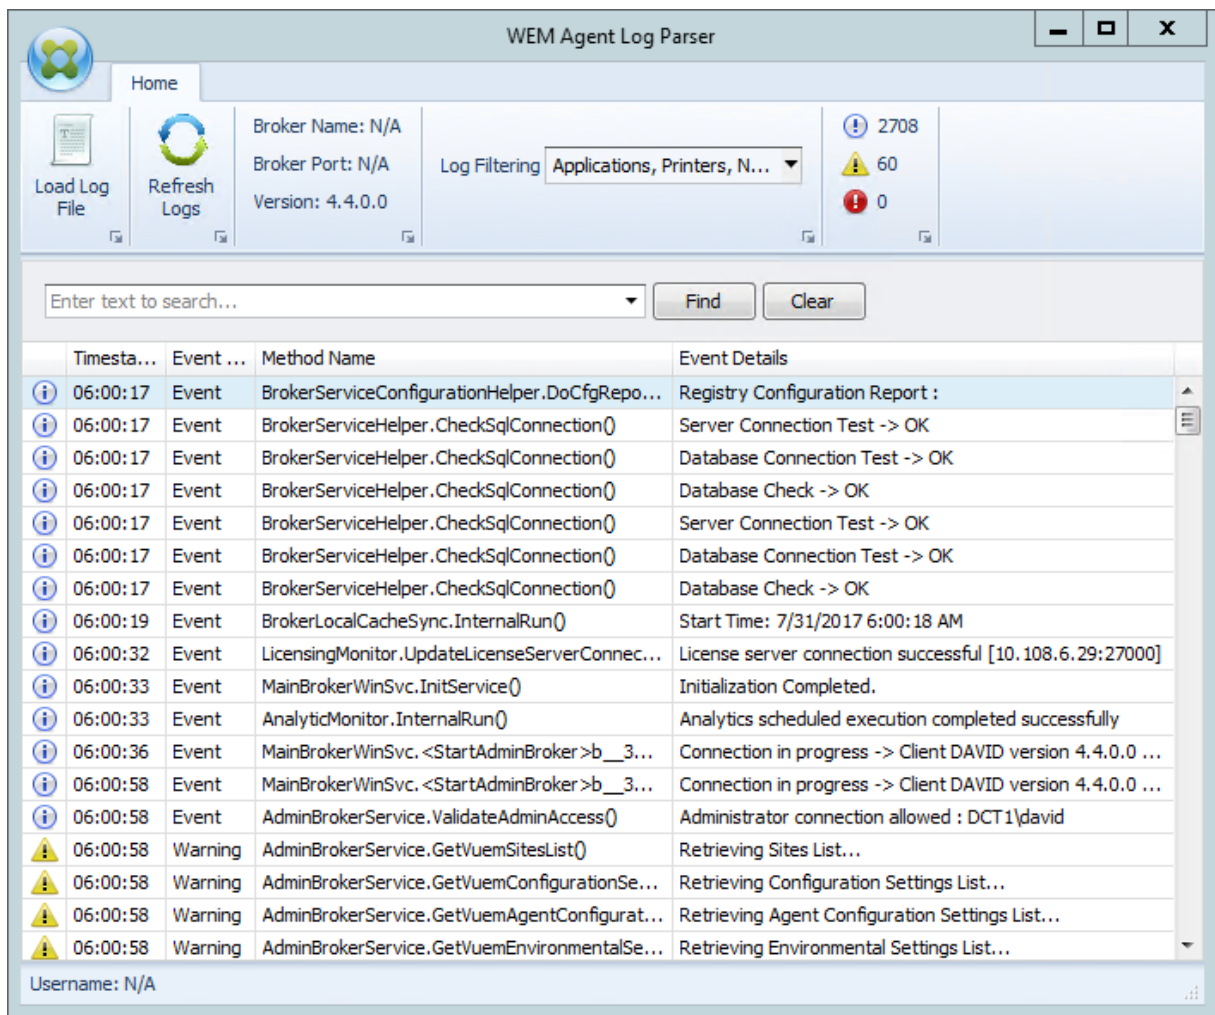 WEM Agent Log Parser
Home
Load Log File
Refresh Logs
Broker Name: N/A
Broker Port: N/A
Version: 4.4.0.0
Log Filtering Applications, Printers, N...
2708
60
0
Enter text to search...
Find
Clear
Timesta... Event ... Method Name Event Details
06:00:17 Event BrokerServiceConfigurationHelper.DoCfgRepo... Registry Configuration Report :
06:00:17 Event BrokerServiceHelper.CheckSqlConnection() Server Connection Test -> OK
06:00:17 Event BrokerServiceHelper.CheckSqlConnection() Database Connection Test -> OK
06:00:17 Event BrokerServiceHelper.CheckSqlConnection() Database Check -> OK
06:00:17 Event BrokerServiceHelper.CheckSqlConnection() Server Connection Test -> OK
06:00:17 Event BrokerServiceHelper.CheckSqlConnection() Database Connection Test -> OK
06:00:17 Event BrokerServiceHelper.CheckSqlConnection() Database Check -> OK
06:00:19 Event BrokerLocalCacheSync.InternalRun() Start Time: 7/31/2017 6:00:18 AM
06:00:32 Event LicensingMonitor.UpdateLicenseServerConnec... License server connection successful [10.108.6.29:27000]
06:00:33 Event MainBrokerWinSvc.InitService() Initialization Completed.
06:00:33 Event AnalyticMonitor.InternalRun() Analytics scheduled execution completed successfully
06:00:36 Event MainBrokerWinSvc.<StartAdminBroker>b__3... Connection in progress -> Client DAVID version 4.4.0.0 ...
06:00:58 Event MainBrokerWinSvc.<StartAdminBroker>b__3... Connection in progress -> Client DAVID version 4.4.0.0 ...
06:00:58 Event AdminBrokerService.ValidateAdminAccess() Administrator connection allowed : DCT1\david
06:00:58 Warning AdminBrokerService.GetVuemSitesList() Retrieving Sites List...
06:00:58 Warning AdminBrokerService.GetVuemConfigurationSe... Retrieving Configuration Settings List...
06:00:58 Warning AdminBrokerService.GetVuemAgentConfigurat... Retrieving Agent Configuration Settings List...
06:00:58 Warning AdminBrokerService.GetVuemEnvironmentalSe... Retrieving Environmental Settings List...
Username: N/A